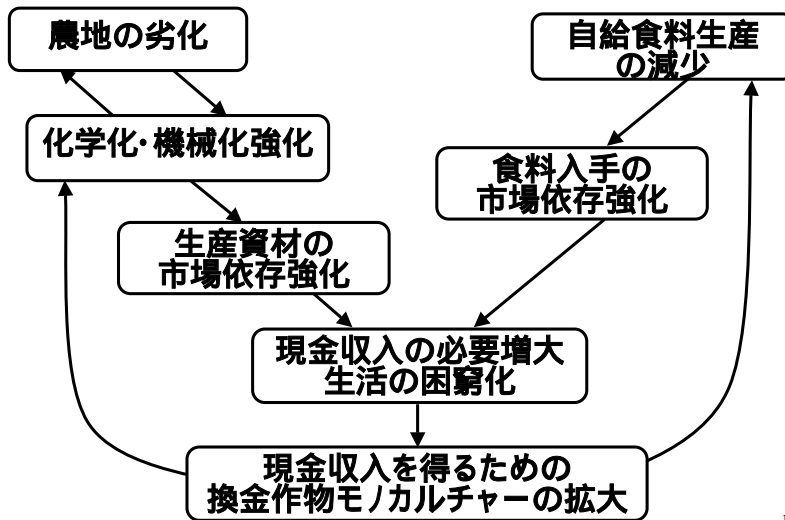 農地の劣化
自給食料生産
の減少
化学化・機械化強化
食料入手の
市場依存強化
生産資材の
市場依存強化
現金収入の必要増大
生活の困窮化
現金収入を得るための
換金作物モノカルチャーの拡大